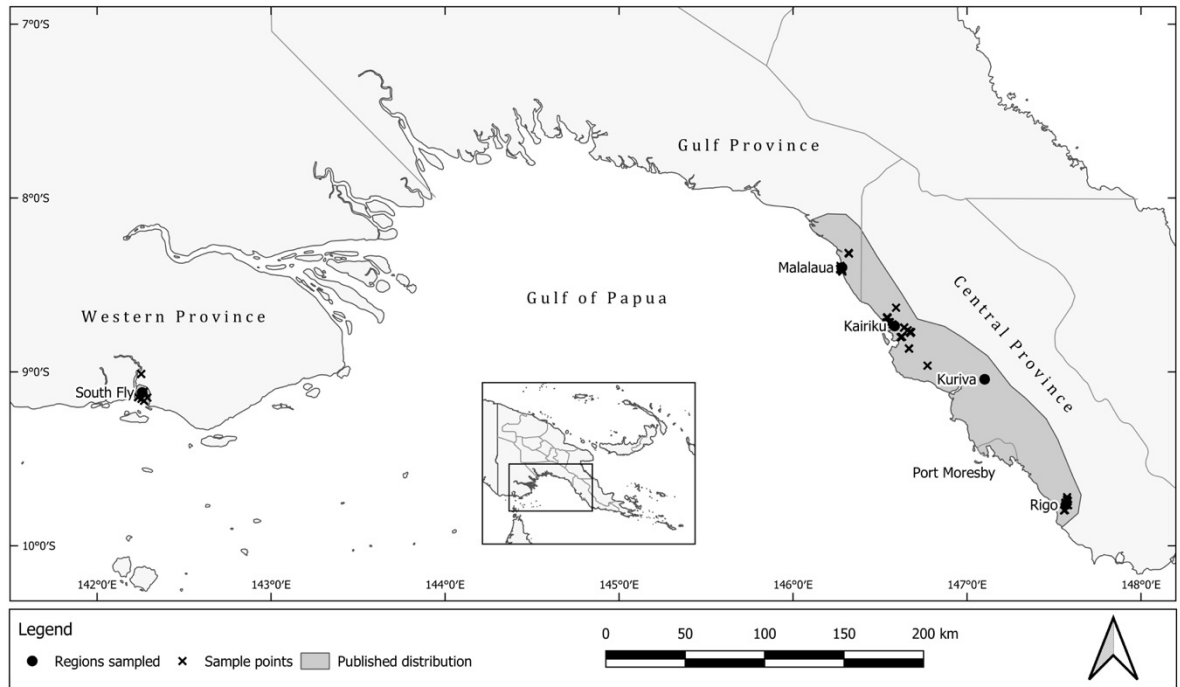 7°0'S
Gulf Province
8°0'S
Malalaua
Gulf of Papua
Western Province
Central Province
Kairiku
9°0'S
South Fly
Kuriva
Port Moresby
Rigo
10°0'S
142°0'E 143°0'E 144°0'E 145°0'E 146°0'E 147°0'E 148°0'E
Legend
Regions sampled Sample points Published distribution
0 50 100 150 200 km